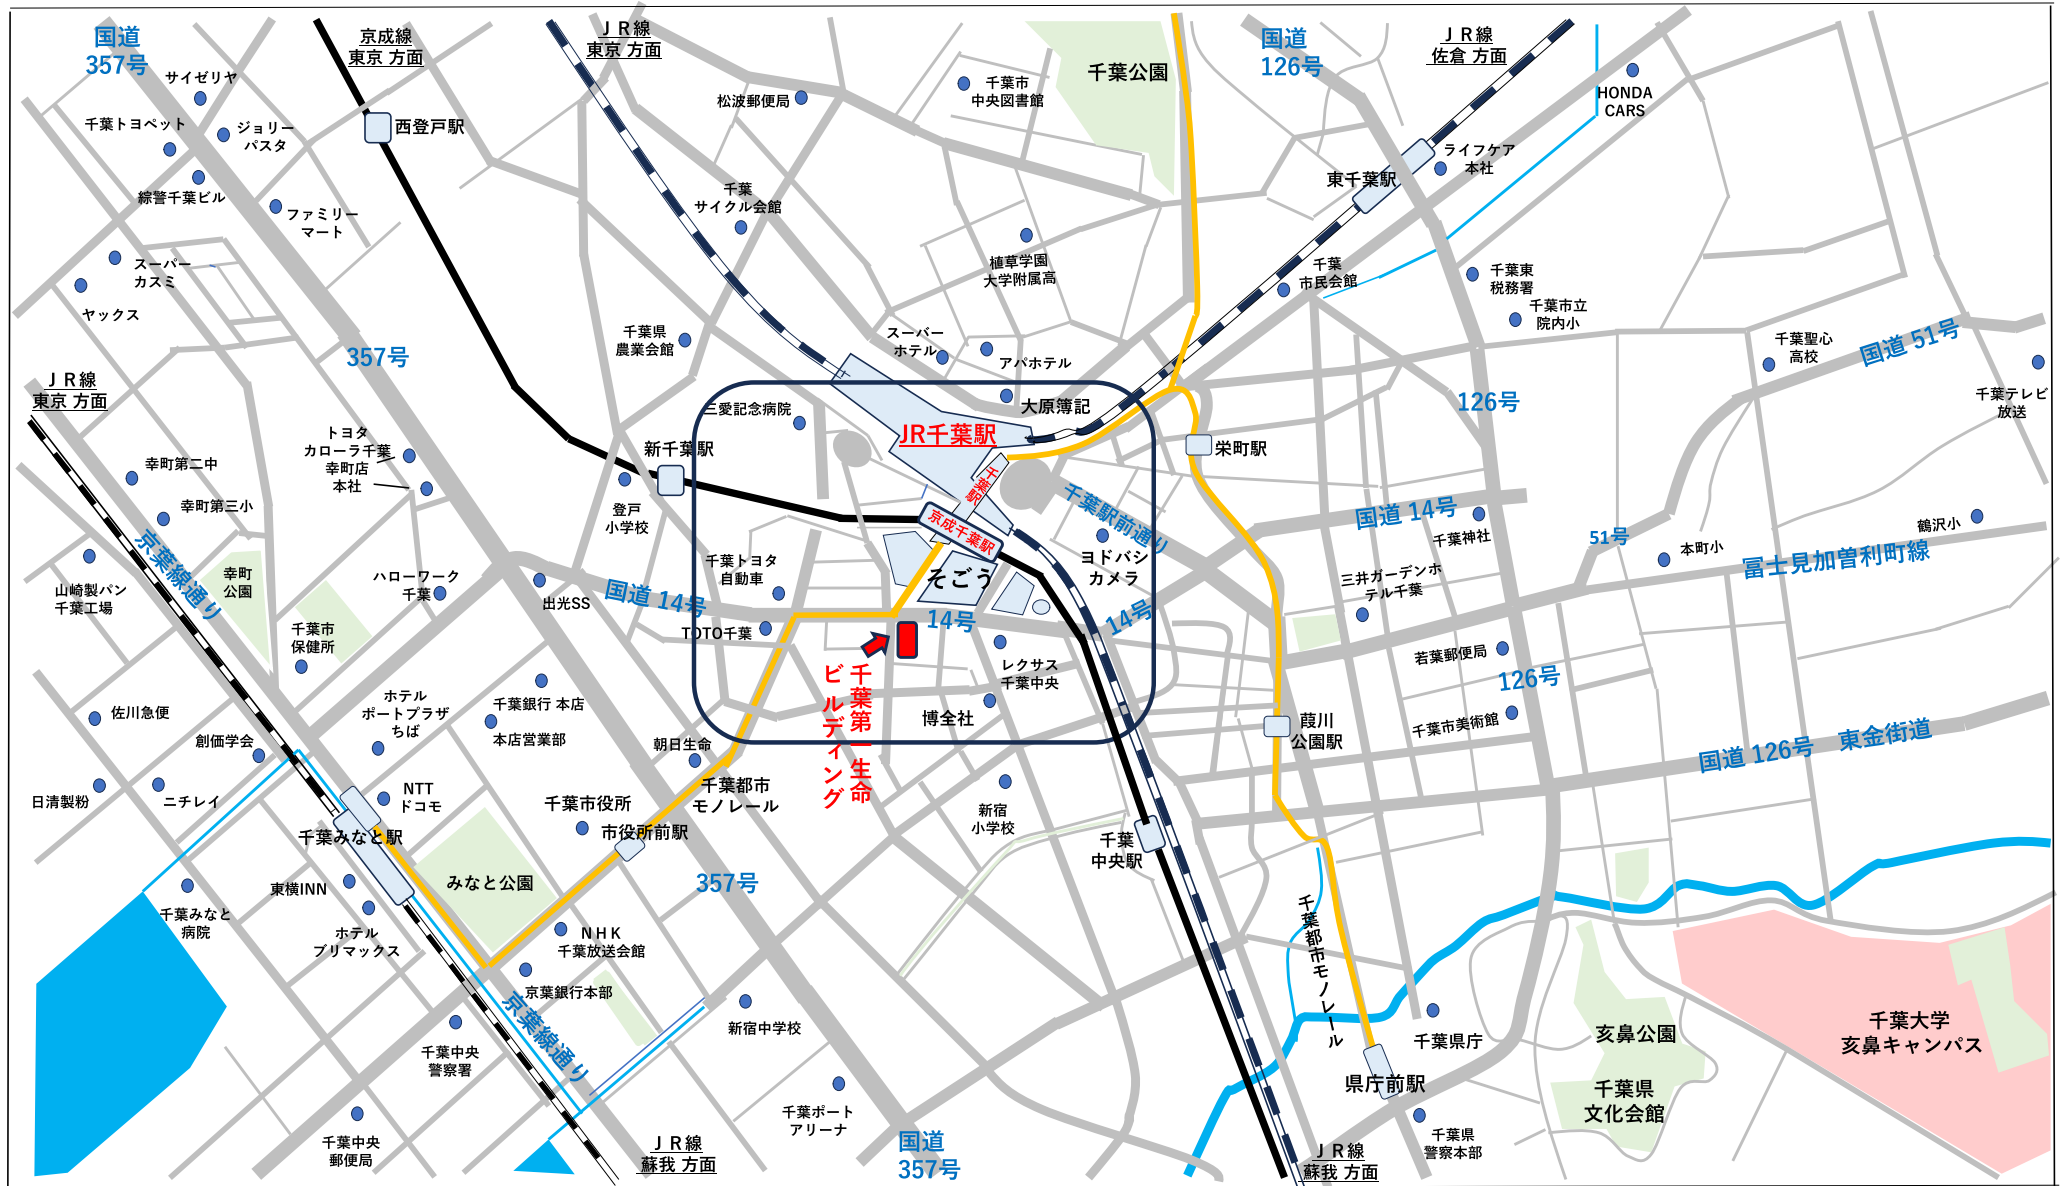 国道
357号
サイゼリヤ
千葉トヨペット
ジョリー
パスタ
綜警千葉ビル
ファミリー
マート
スーパー
カスミ
ヤックス
京成線
東京 方面
西登戸駅
ＪＲ線
東京 方面
松波郵便局
千葉市
中央図書館
千葉公園
国道
126号
ＪＲ線
佐倉 方面
HONDA
CARS
ライフケア
本社
東千葉駅
千葉
サイクル会館
植草学園
大学附属高
千葉
市民会館
千葉東
税務署
千葉市立
院内小
千葉聖心
高校
国道 51号
千葉テレビ
放送
357号
千葉県
農業会館
スーパー
ホテル
アパホテル
大原簿記
126号
ＪＲ線
東京 方面
三愛記念病院
JR千葉駅
千葉駅
京成千葉駅
新千葉駅
栄町駅
トヨタ
カローラ千葉
幸町店
本社
幸町第二中
幸町第三小
登戸
小学校
千葉駅前通り
国道 14号
千葉神社
51号
鶴沢小
本町小
冨士見加曽利町線
京葉線通り
山崎製パン
千葉工場
幸町
公園
ハローワーク
千葉
出光SS
千葉トヨタ
自動車
国道 14号
TOTO千葉
そごう
14号
ヨドバシ
カメラ
14号
三井ガーデンホ
テル千葉
若葉郵便局
126号
千葉市
保健所
千葉第一生命
ビルディング
レクサス
千葉中央
博全社
葭川
公園駅
千葉市美術館
国道 126号　東金街道
佐川急便
創価学会
ホテル
ポートプラザ
ちば
千葉銀行 本店
本店営業部
朝日生命
千葉都市
モノレール
日清製粉
ニチレイ
NTT
ドコモ
千葉市役所
市役所前駅
新宿
小学校
千葉
中央駅
千葉みなと駅
東横INN
みなと公園
357号
千葉みなと
病院
ホテル
プリマックス
ＮＨＫ
千葉放送会館
京葉銀行本部
千葉都市モノレール
京葉線通り
新宿中学校
千葉中央
警察署
千葉県庁
亥鼻公園
千葉大学
亥鼻キャンパス
県庁前駅
千葉県
文化会館
千葉ポート
アリーナ
千葉中央
郵便局
ＪＲ線
蘇我 方面
国道
357号
ＪＲ線
蘇我 方面
千葉県
警察本部